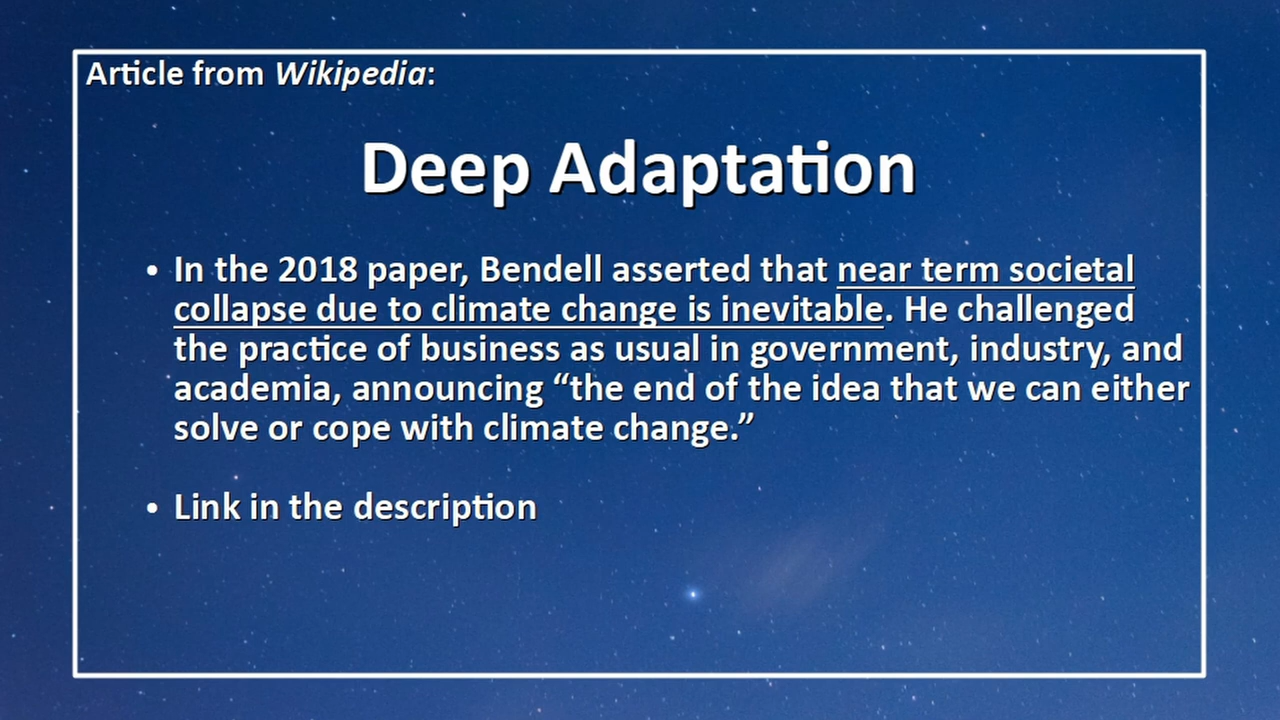 Article from Wikipedia:
Deep Adaptation
• In the 2018 paper, Bendell asserted that near term societal
collapse due to climate change is inevitable. He challenged
the practice of business as usual in government, industry, and
academia, announcing “the end of the idea that we can either
solve or cope with climate change.”
• Link in the description